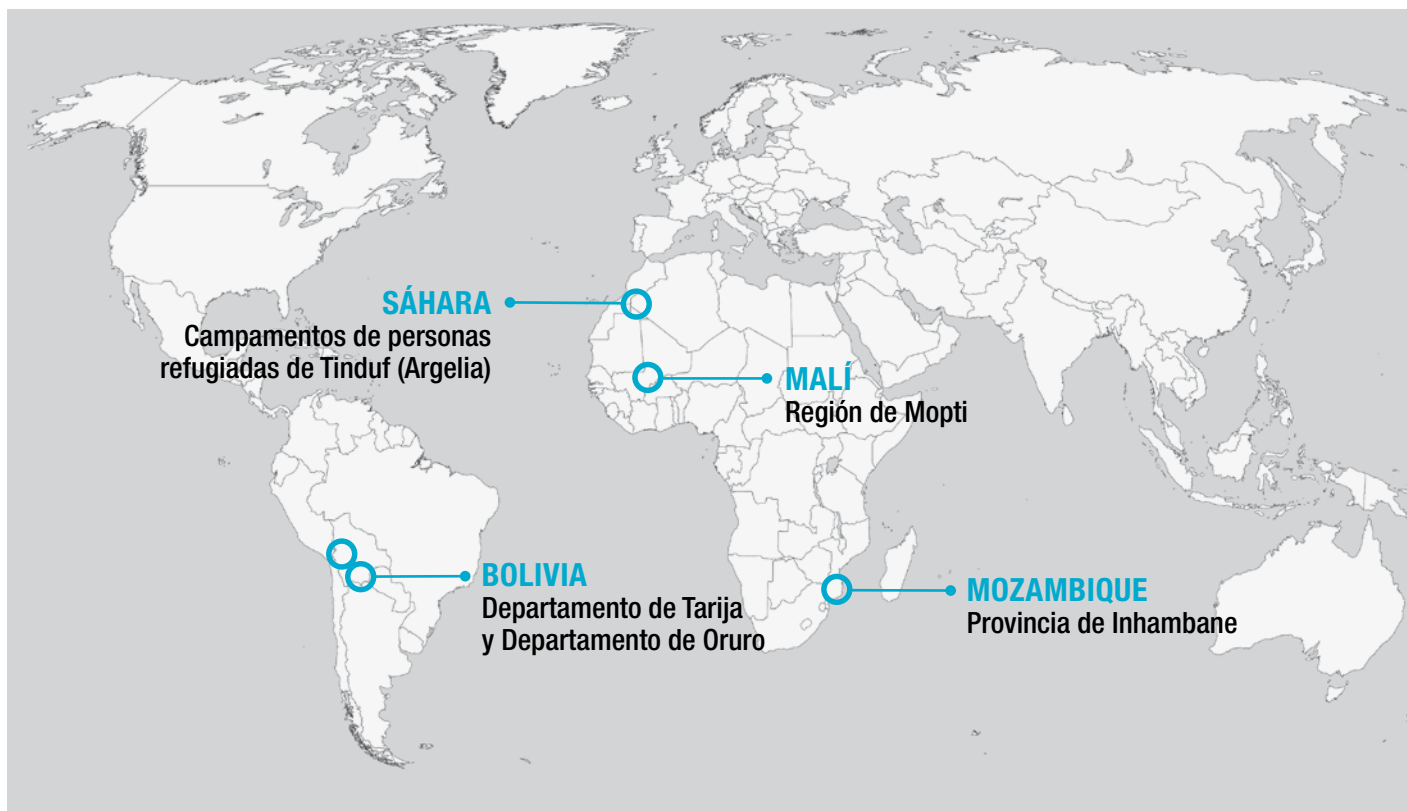 SÁHARA
Campamentos de personas
refugiadas de Tinduf (Argelia)
MALÍ
Región de Mopti
BOLIVIA
Departamento de Tarija
y Departamento de Oruro
MOZAMBIQUE
Provincia de Inhambane